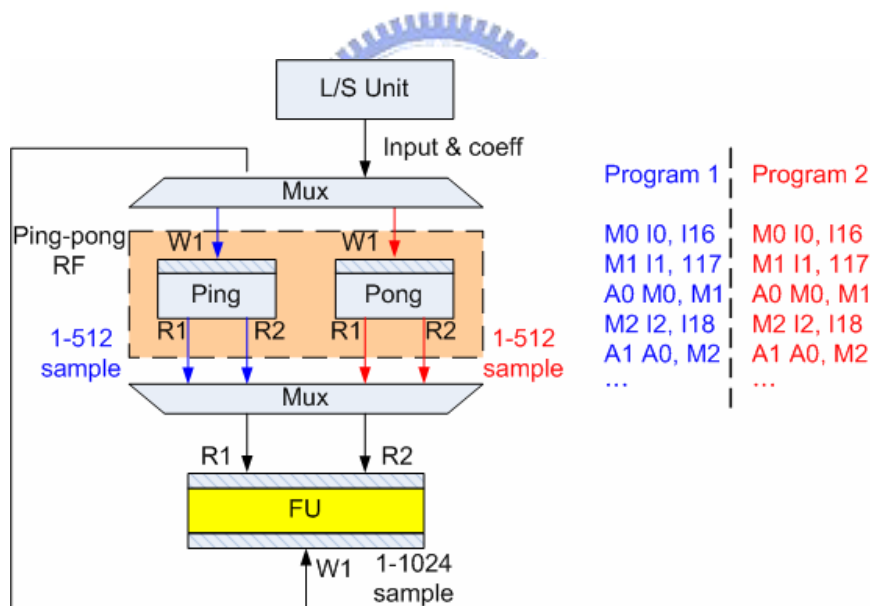 L/S Unit
Input & coeff
Mux
Ping-pong
RF
W1
W1
Ping
Pong
R1
R2
R1
R2
1-512
sample
1-512
sample
Mux
R1
R2
FU
W1
1-1024
sample
Program 1
M0 I0, I16
M1 I1, 117
A0 M0, M1
M2 I2, I18
A1 A0, M2
...
Program 2
M0 I0, I16
M1 I1, 117
A0 M0, M1
M2 I2, I18
A1 A0, M2
...